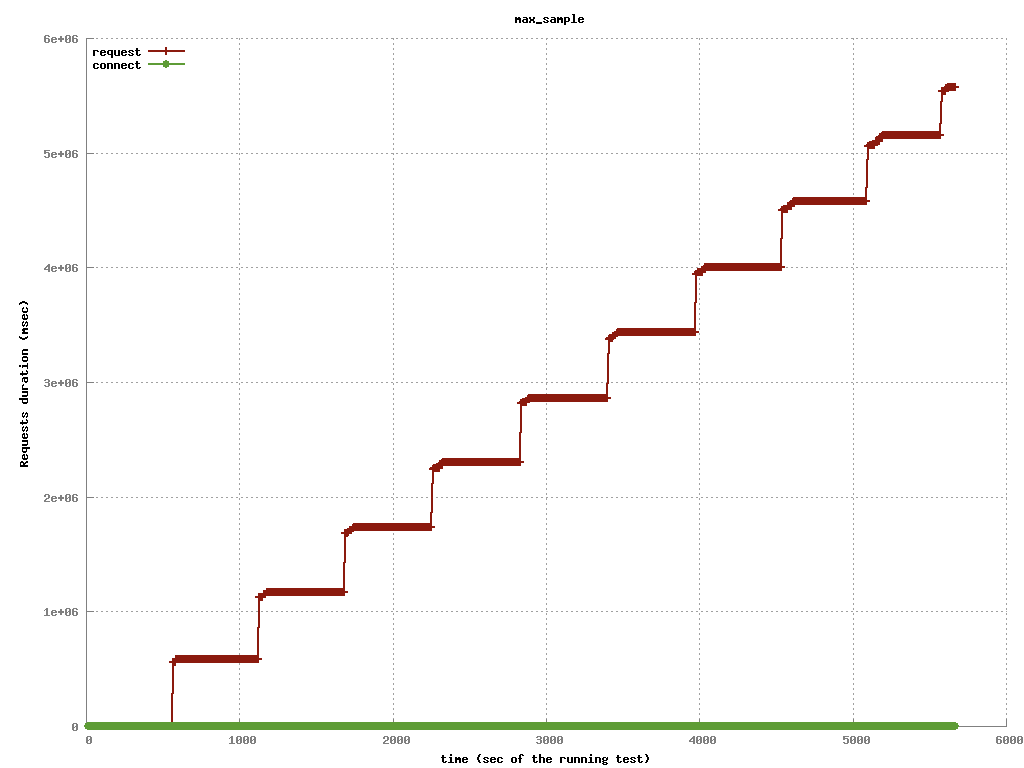 max_sample
6e+06
request
connect
5e+06
4e+06
3e+06
2e+06
1e+06
0
Requests duration (msec)
0 1000 2000 3000 4000 5000 6000
time (sec of the running test)